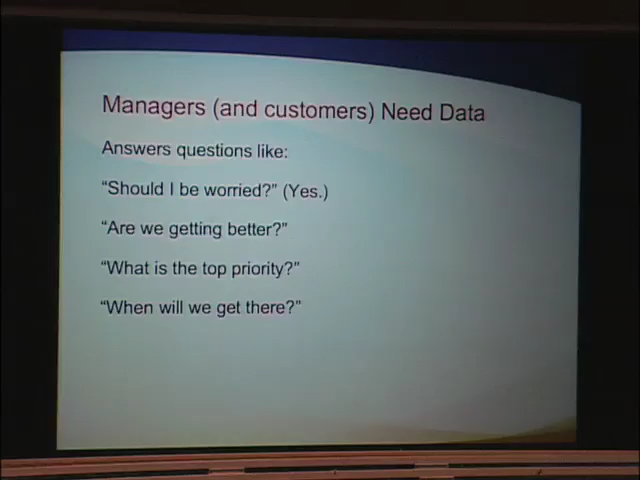 Managers (and customers) Need Data
Answers questions like:
“Should I be worried?” (Yes.)
“Are we getting better?”
“What is the top priority?”
“When will we get there?”